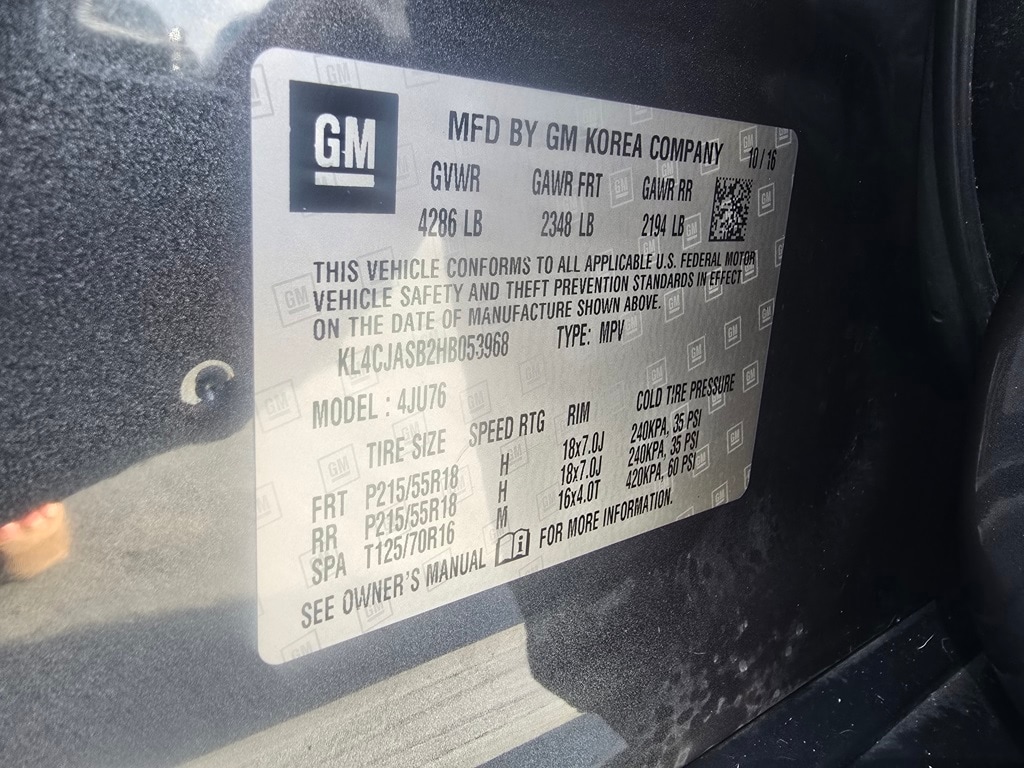 GM
MFD BY GM KOREA COMPANY 10/16
GVWR GAWR FRT GAWR RR
4286 LB 2348 LB 2194 LB
THIS VEHICLE CONFORMS TO ALL APPLICABLE U.S. FEDERAL MOTOR
VEHICLE SAFETY AND THEFT PREVENTION STANDARDS IN EFFECT
ON THE DATE OF MANUFACTURE SHOWN ABOVE.
KL4CJASB2HB053968 TYPE: MPV
MODEL : 4JU76
TIRE SIZE SPEED RTG RIM COLD TIRE PRESSURE
FRT P215/55R18 H 18x7.0J 240KPA, 35 PSI
RR P215/55R18 H 18x7.0J 240KPA, 35 PSI
SPA T125/70R16 M 16x4.0T 420KPA, 60 PSI
SEE OWNER'S MANUAL FOR MORE INFORMATION.